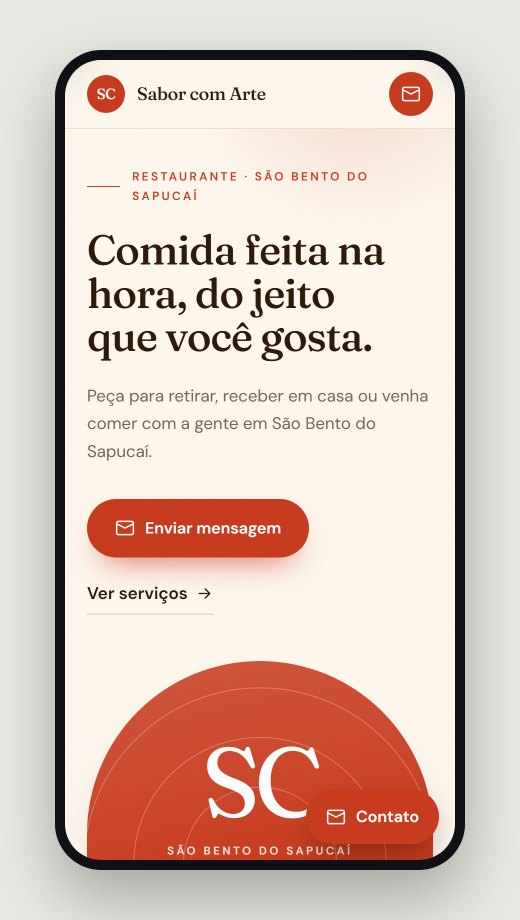 SC Sabor com Arte
RESTAURANTE · SÃO BENTO DO
SAPUCAÍ
Comida feita na
hora, do jeito
que você gosta.
Peça para retirar, receber em casa ou venha
comer com a gente em São Bento do
Sapucaí.
Enviar mensagem
Ver serviços →
SC
Contato
SÃO BENTO DO SAPUCAÍ